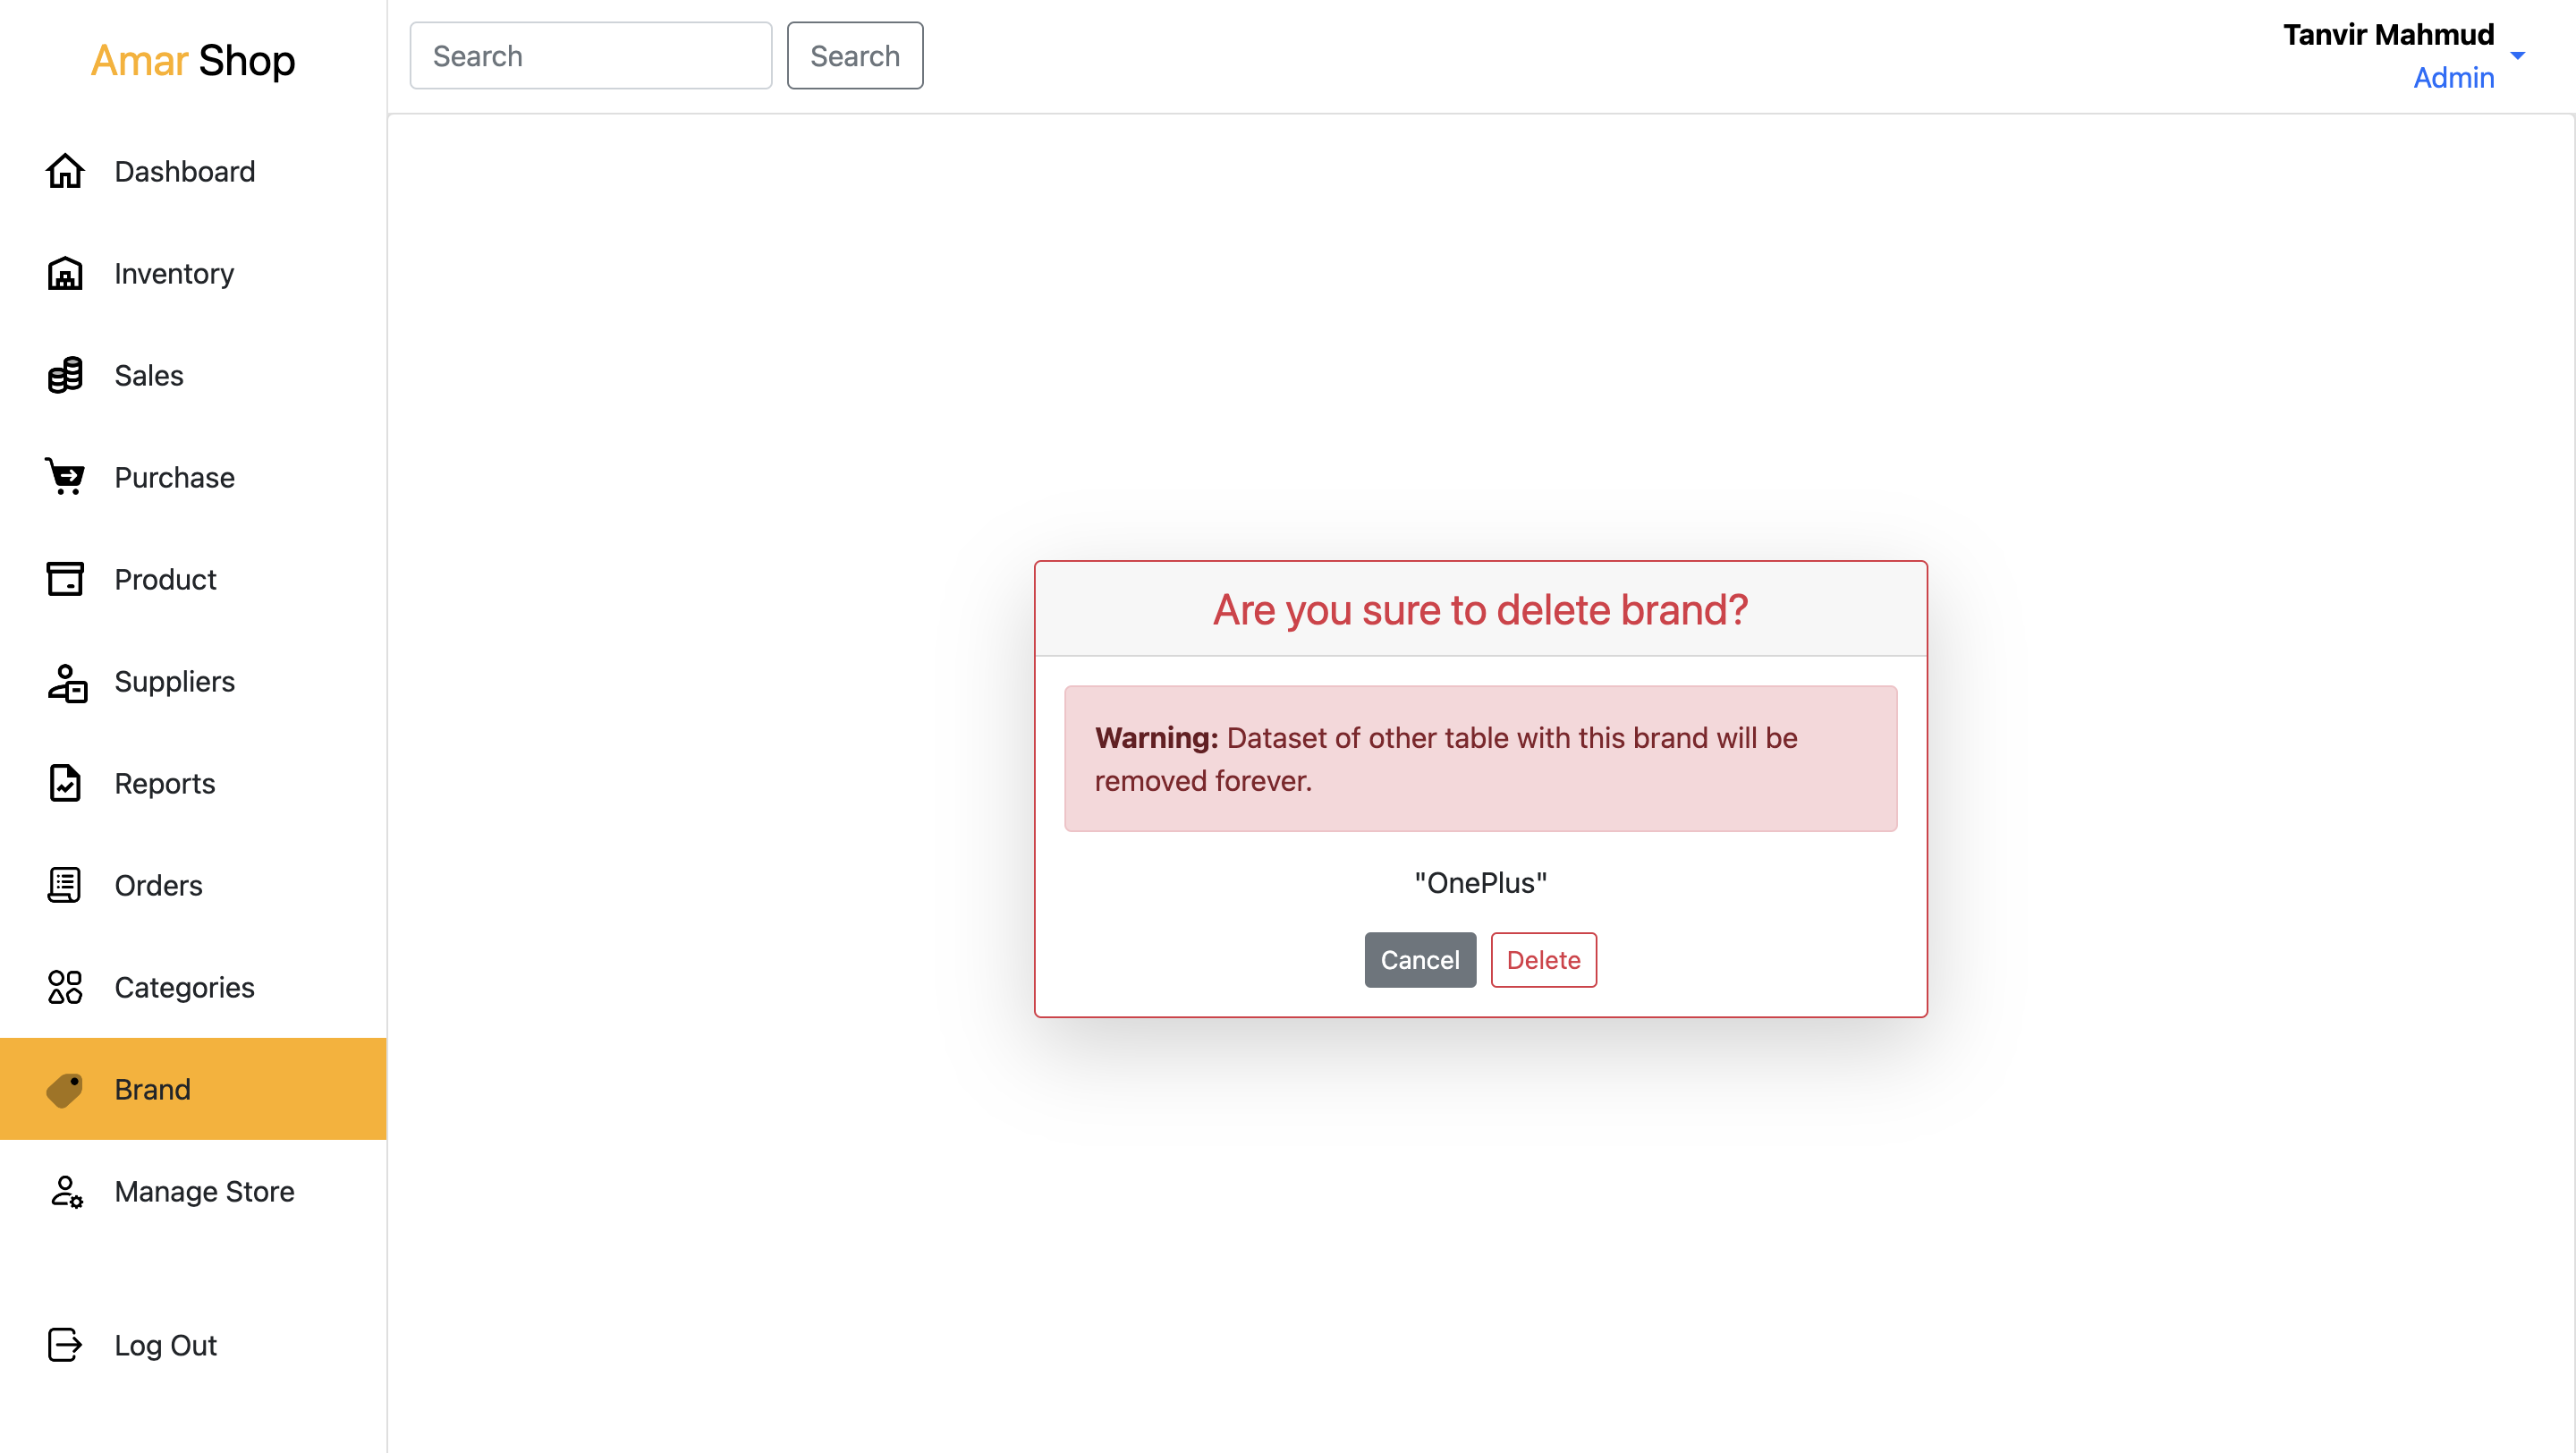 Amar Shop
Search
Search
Tanvir Mahmud
Admin
Dashboard
Inventory
Sales
Purchase
Product
Suppliers
Reports
Orders
Categories
Brand
Manage Store
Log Out
Are you sure to delete brand?
Warning: Dataset of other table with this brand will be
removed forever.
"OnePlus"
Cancel
Delete